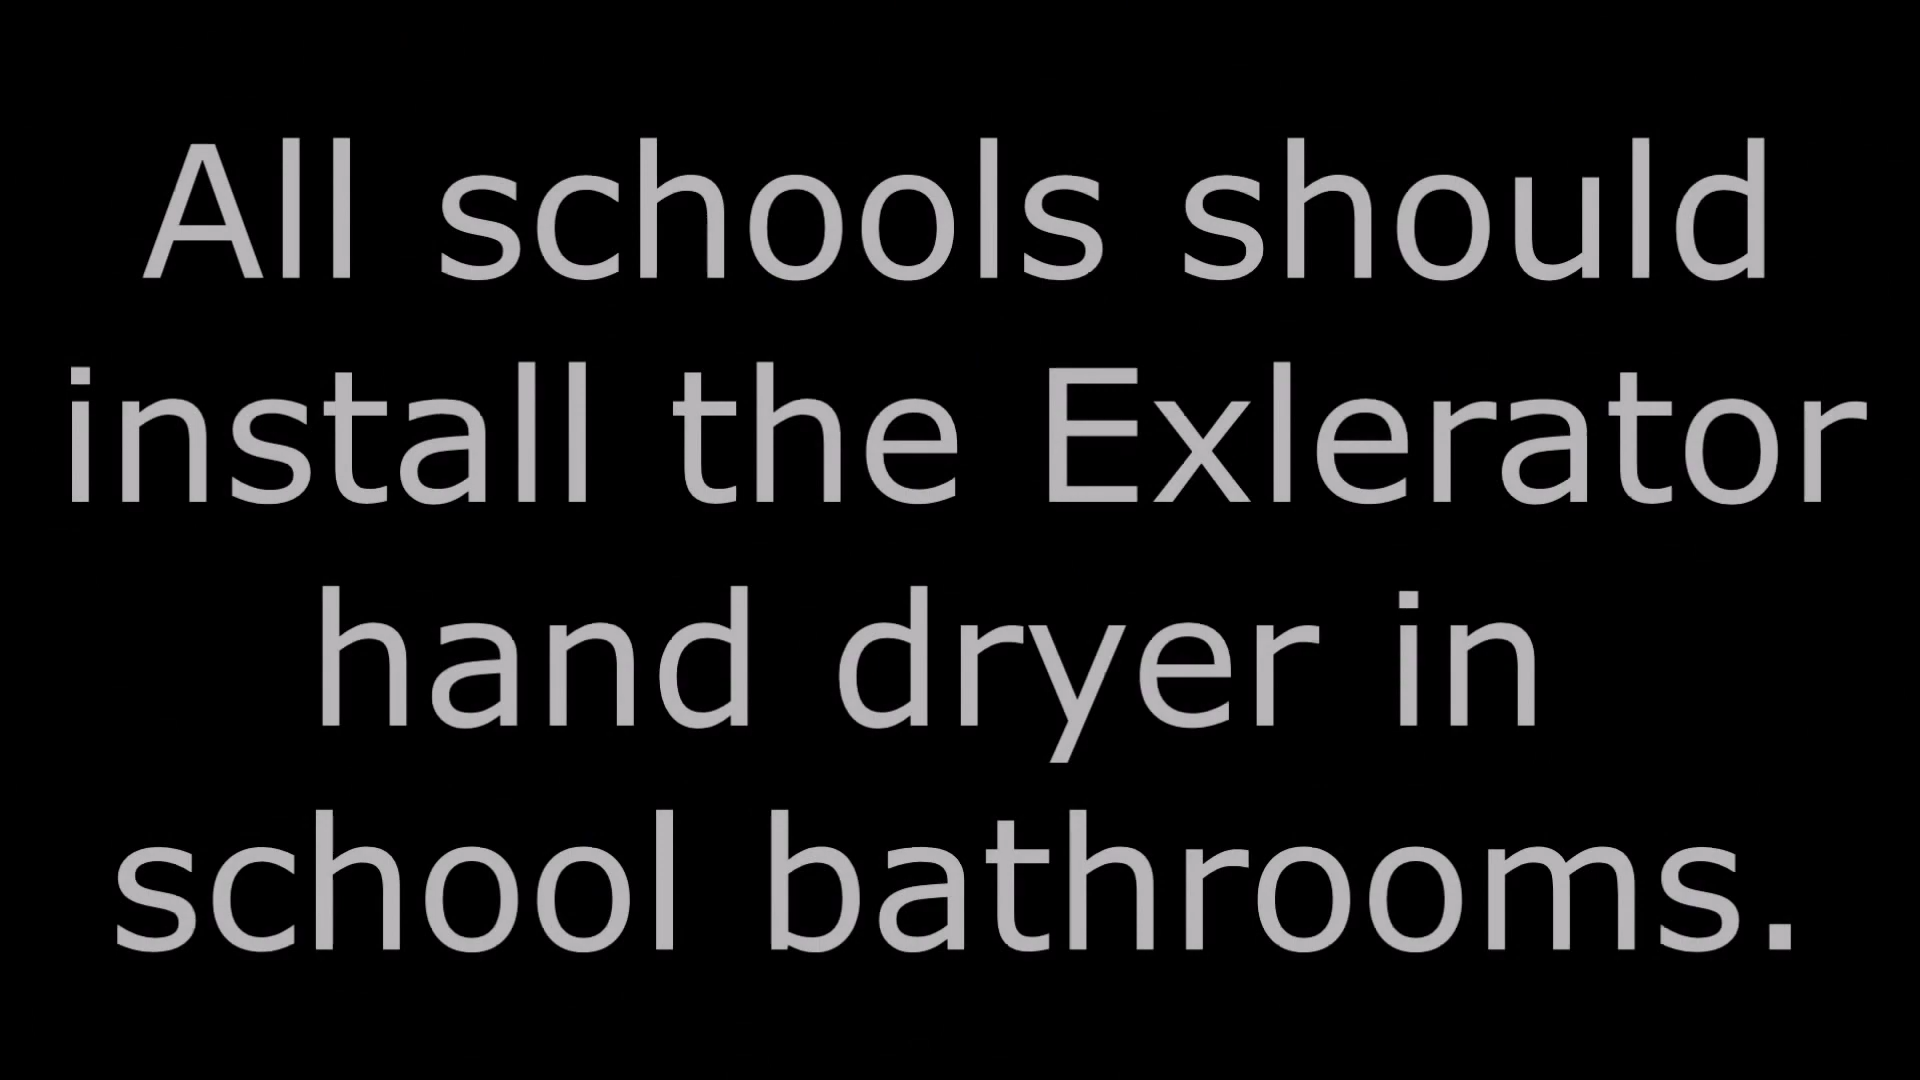 All schools should
install the Exlerator
hand dryer in
school bathrooms.